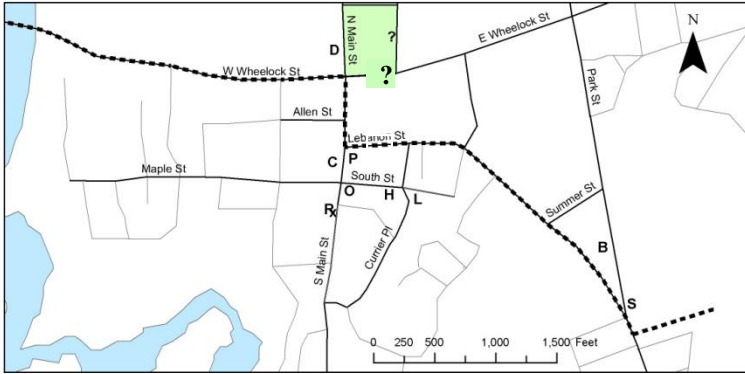 N Main St
?
E Wheelock St
N
D
?
W Wheelock St
Park St
Allen St
Lebanon St
C
P
Maple St
South St
O
H
L
Rx
Summer St
S Main St
Currier Pl
B
S
0 250 500 1,000 1,500 Feet